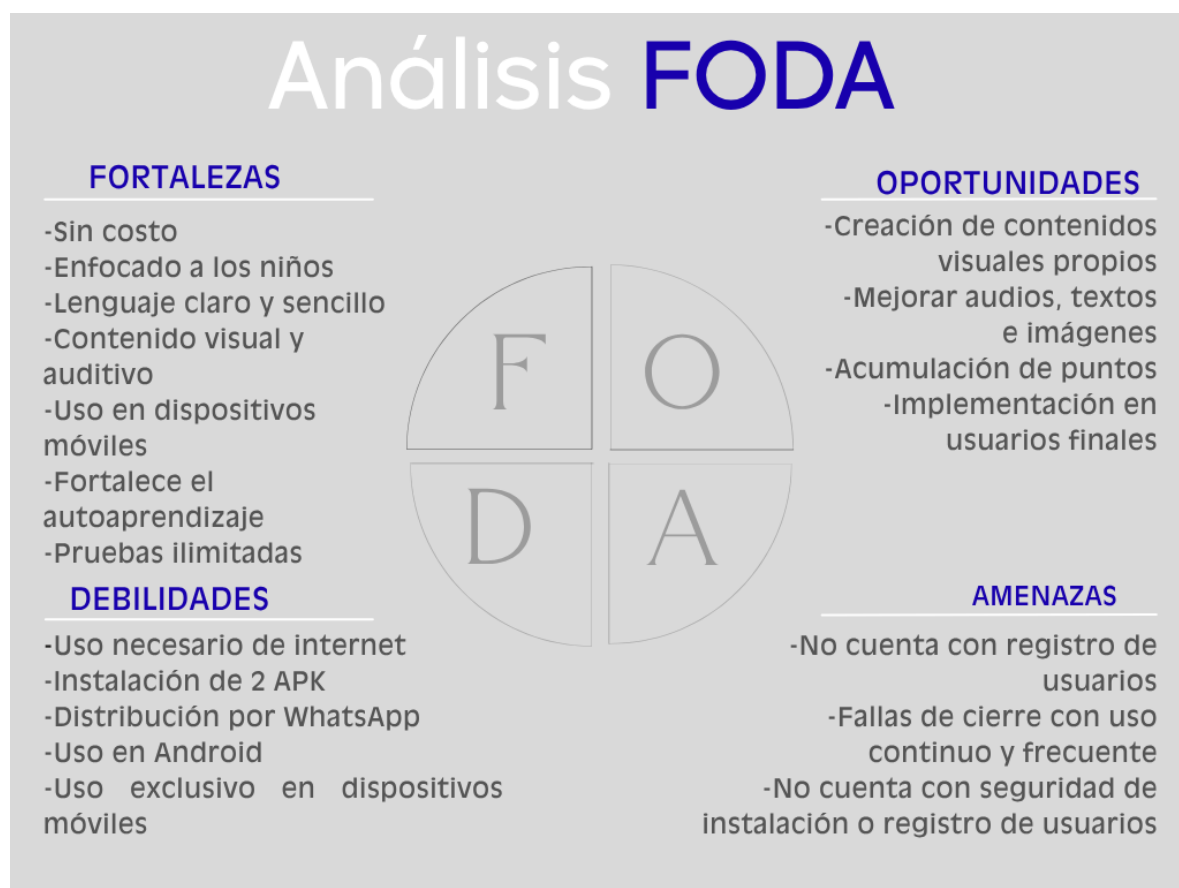 Análisis FODA
FORTALEZAS
-Sin costo
-Enfocado a los niños
-Lenguaje claro y sencillo
-Contenido visual y
auditivo
-Uso en dispositivos
móviles
-Fortalece el
autoaprendizaje
-Pruebas ilimitadas
OPORTUNIDADES
-Creación de contenidos
visuales propios
-Mejorar audios, textos
e imágenes
-Acumulación de puntos
-Implementación en
usuarios finales
F O
D A
DEBILIDADES
-Uso necesario de internet
-Instalación de 2 APK
-Distribución por WhatsApp
-Uso en Android
-Uso exclusivo en dispositivos
móviles
AMENAZAS
-No cuenta con registro de
usuarios
-Fallas de cierre con uso
continuo y frecuente
-No cuenta con seguridad de
instalación o registro de usuarios